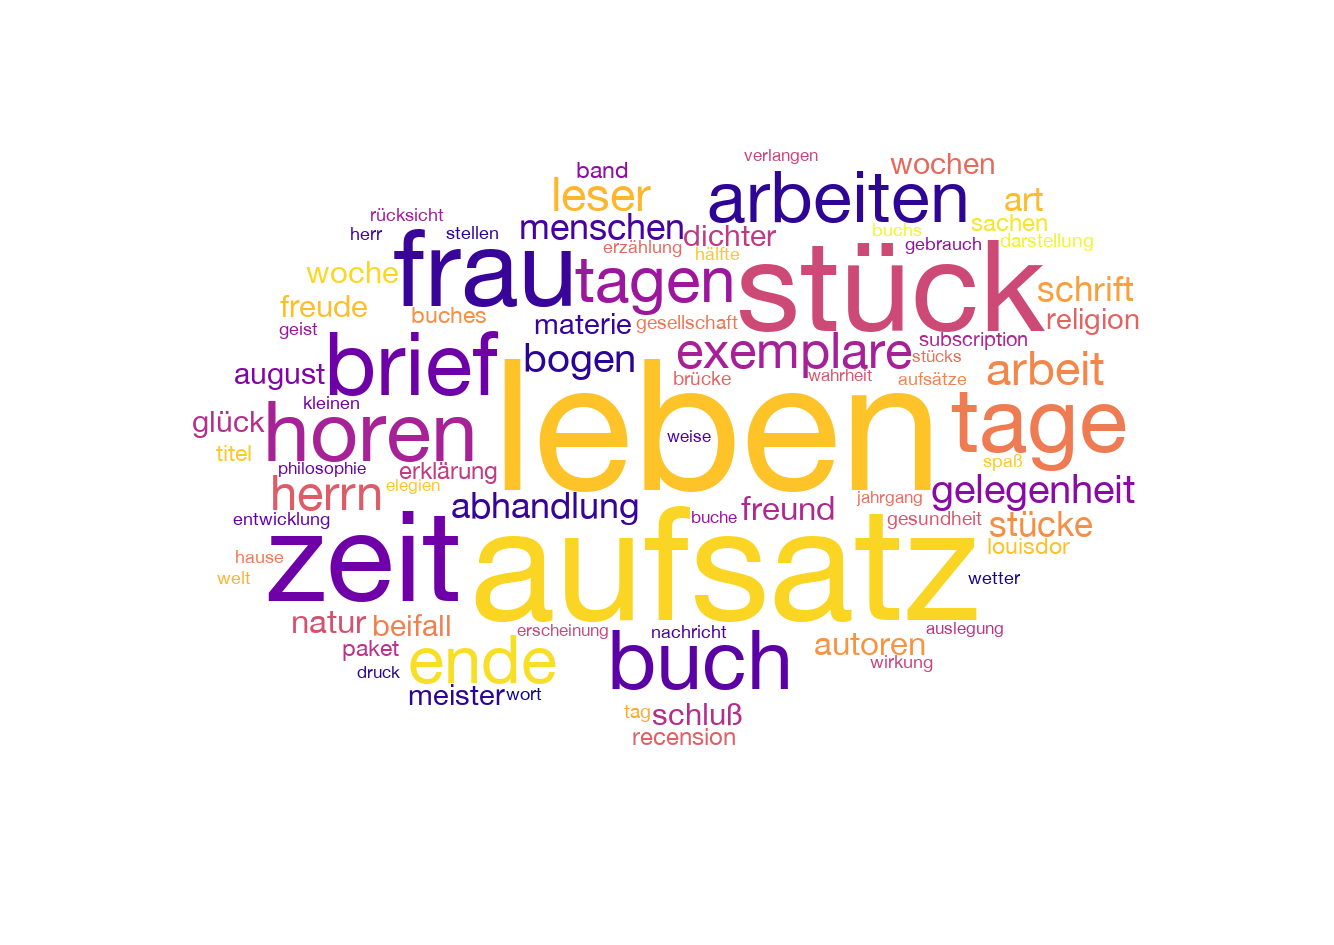 verlangen
band
wochen
leser
arbeiten
art
rücksicht
menschen
sachen
herr
stellen
dichter
buchs
erzählung
hälfte
gebrauch
darstellung
woche
frau
tagen
stück
schrift
freude
buches
materie
gesellschaft
religion
geist
brief
bogen
exemplare
subscription
stücks
august
brücke
wahrheit
aufsätze
arbeit
kleinen
glück
horen
leben
tage
weise
titel
philosophie
erklärung
spaß
herrn
elegien
abhandlung
gelegenheit
jahrgang
entwicklung
buche
freund
gesundheit
stücke
hause
zeit
aufsatz
louisdor
welt
wetter
natur
beifall
erscheinung
nachricht
auslegung
paket
ende
buch
autoren
druck
wirkung
meister
wort
tag
schluß
recension